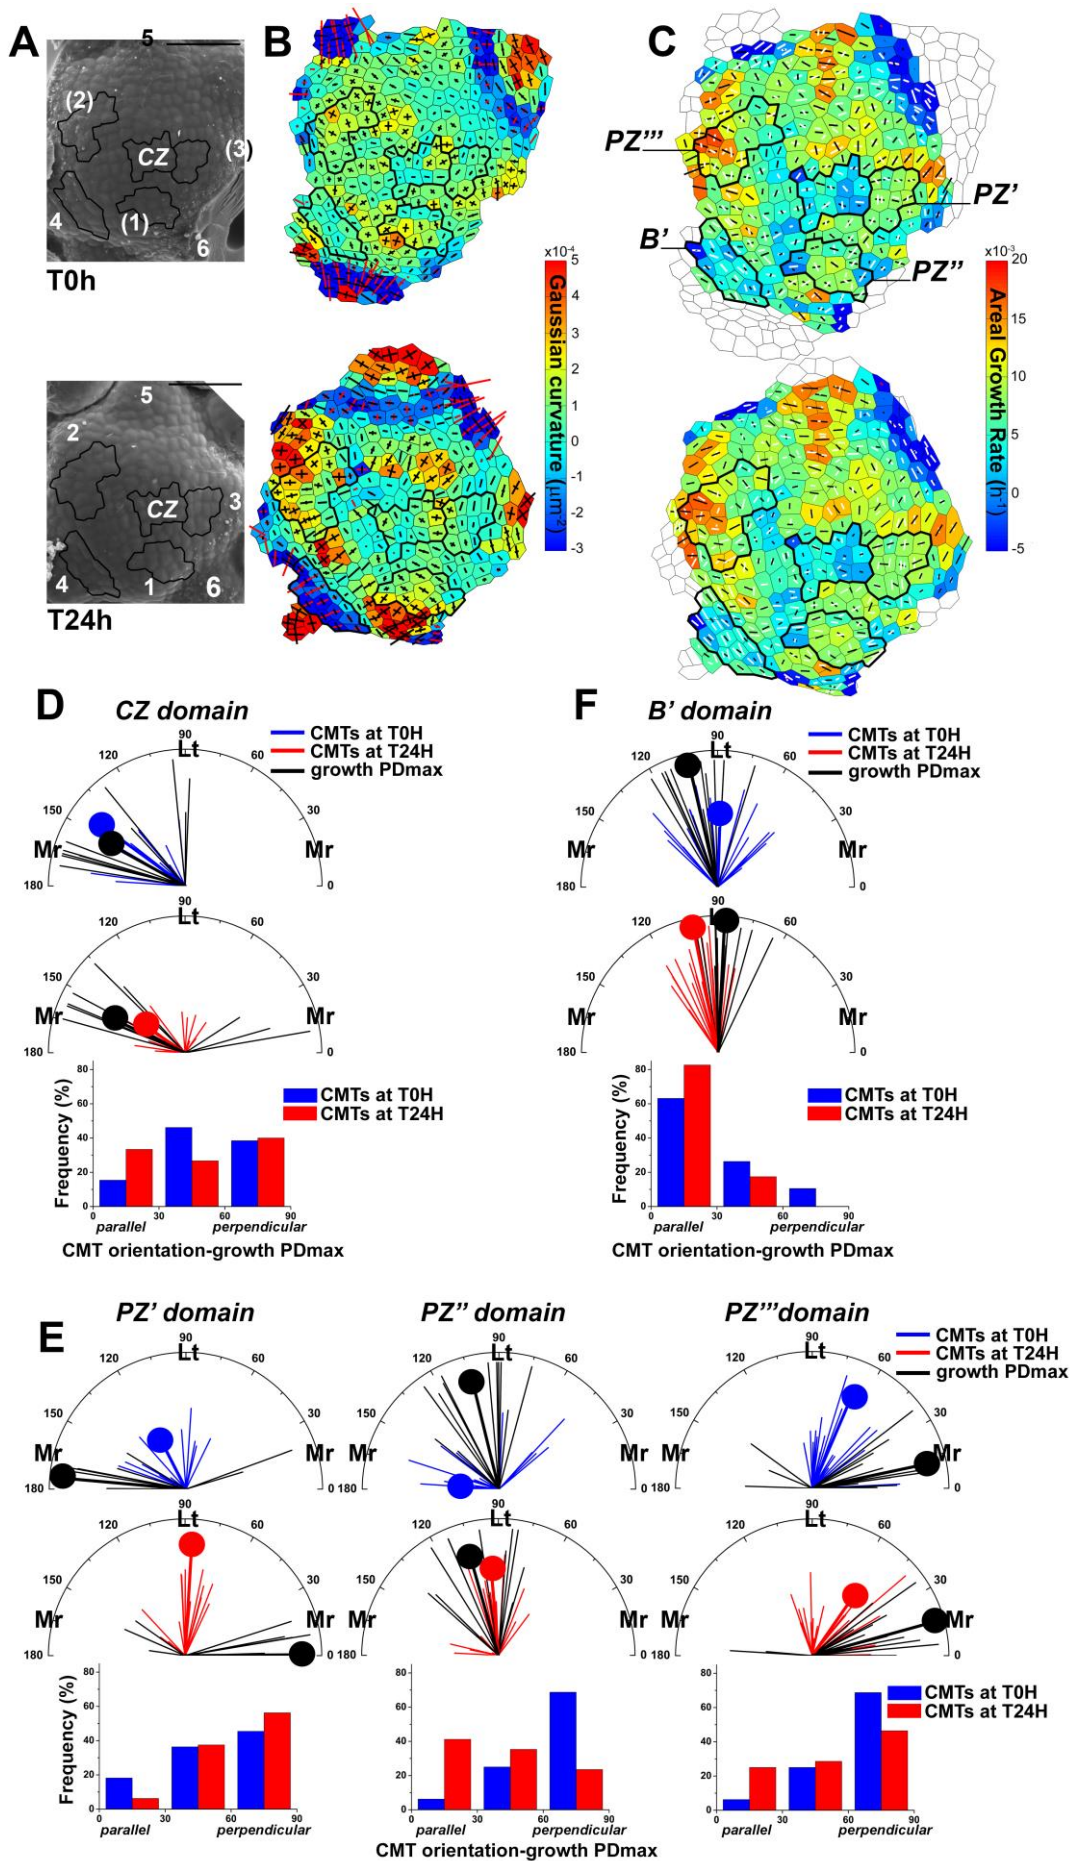 A
B
C
5
(2)
CZ
(3)
4
(1)
6
T0h
5
2
CZ
3
4
1
6
T24h
x10-4
5
4
3
2
1
0
-1
-2
-3
Gaussian curvature (µm-2)
PZ'''
PZ'
B'
PZ''
x10-3
20
15
10
5
0
-5
Areal Growth Rate (h-1)
D
CZ domain
CMTs at T0H
CMTs at T24H
growth PDmax
90
Lt
120
60
150
30
Mr
Mr
180
0
90
Lt
120
60
150
30
Mr
Mr
180
0
Frequency (%)
80
60
40
20
0
CMTs at T0H
CMTs at T24H
0
30
60
90
parallel
perpendicular
CMT orientation-growth PDmax
F
B' domain
CMTs at T0H
CMTs at T24H
growth PDmax
90
Lt
120
60
150
30
Mr
Mr
180
0
90
L
120
60
150
30
Mr
Mr
180
0
Frequency (%)
80
60
40
20
0
CMTs at T0H
CMTs at T24H
0
30
60
90
parallel
perpendicular
CMT orientation-growth PDmax
E
PZ' domain
90
Lt
120
60
150
30
Mr
Mr
180
0
90
Lt
120
60
150
30
Mr
Mr
180
0
Frequency (%)
80
60
40
20
0
0
30
60
90
parallel
perpendicular
PZ'' domain
90
Lt
120
60
150
30
Mr
Mr
180
0
90
Lt
120
60
150
30
Mr
Mr
180
0
80
60
40
20
0
0
30
60
90
parallel
perpendicular
CMT orientation-growth PDmax
PZ'''domain
CMTs at T0H
CMTs at T24H
growth PDmax
90
Lt
120
60
150
30
Mr
Mr
180
0
90
Lt
120
60
150
30
Mr
Mr
180
0
80
60
40
20
0
CMTs at T0H
CMTs at T24H
0
30
60
90
parallel
perpendicular